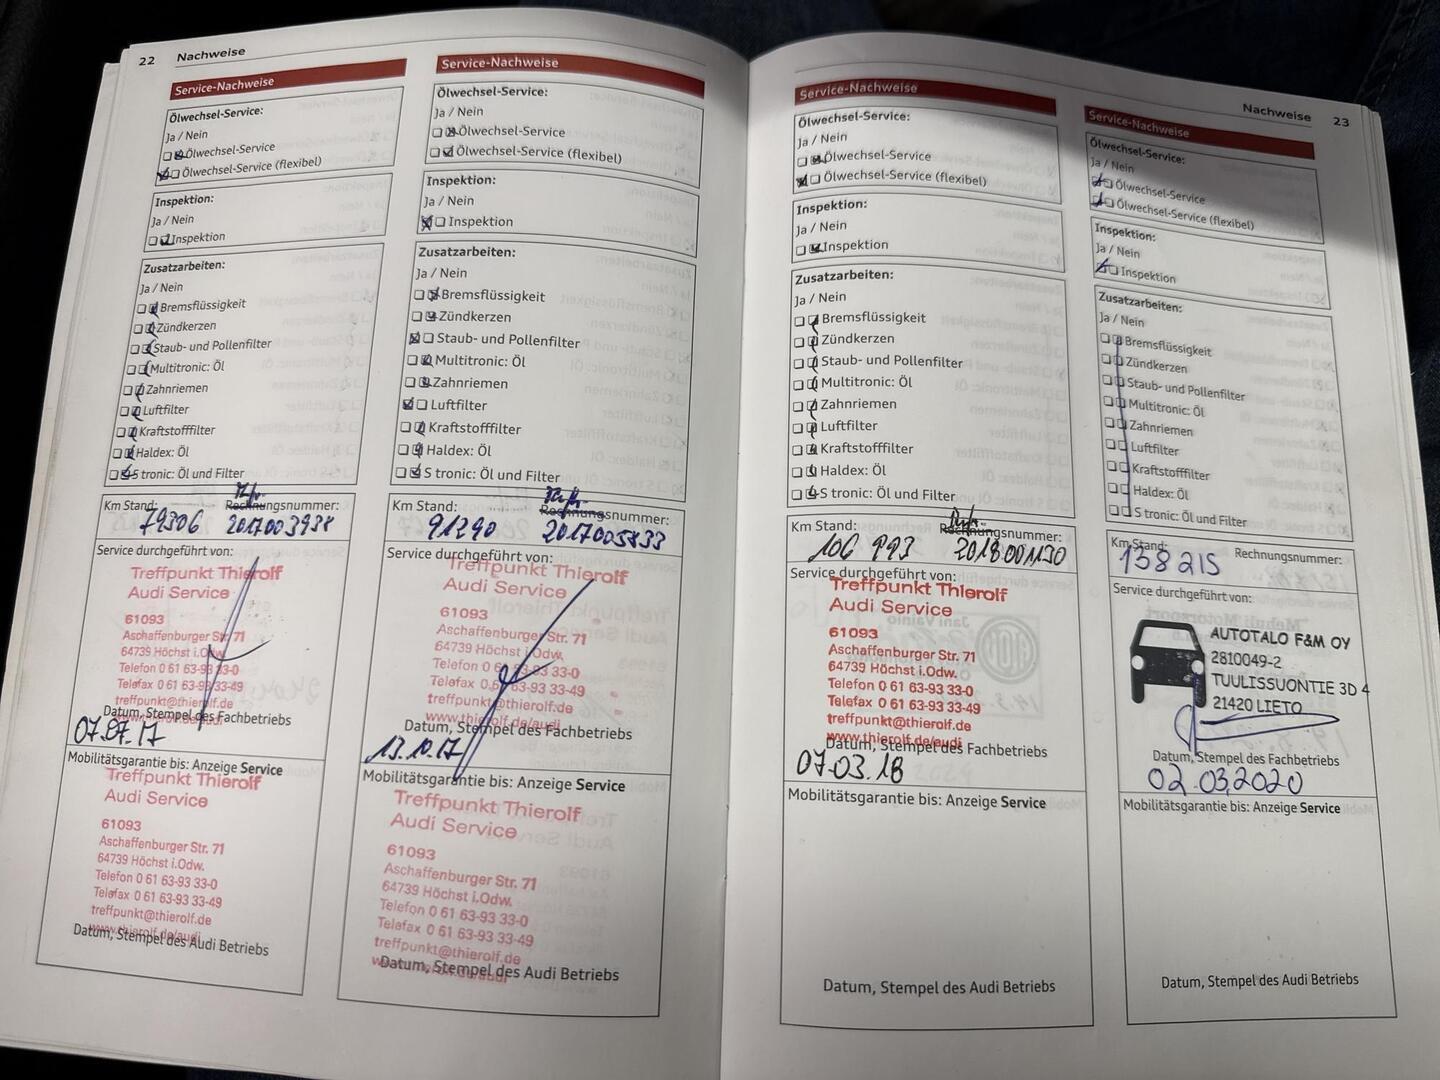 22 Nachweise
Service-Nachweise
Ölwechsel-Service:
Ja / Nein
Ölwechsel-Service
Ölwechsel-Service (flexibel)
Inspektion:
Ja / Nein
Inspektion
Zusatzarbeiten:
Ja / Nein
Bremsflüssigkeit
Zündkerzen
Staub- und Pollenfilter
Multitronic: Öl
Zahnriemen
Luftfilter
Kraftstofffilter
Haldex: Öl
S tronic: Öl und Filter
Km Stand: Rechnungsnummer:
79306 2017003938
Service durchgeführt von:
Treffpunkt Thierolf
Audi Service
61093
Aschaffenburger Str. 71
64739 Höchst i.Odw.
Telefon 0 61 63-93 33-0
Telefax 0 61 63-93 33-49
treffpunkt@thierolf.de
www.thierolf.de/audi
Datum, Stempel des Fachbetriebs
07.07.17
Mobilitätsgarantie bis: Anzeige Service
Treffpunkt Thierolf
Audi Service
61093
Aschaffenburger Str. 71
64739 Höchst i.Odw.
Telefon 0 61 63-93 33-0
Telefax 0 61 63-93 33-49
treffpunkt@thierolf.de
www.thierolf.de/audi
Datum, Stempel des Audi Betriebs
Service-Nachweise
Ölwechsel-Service:
Ja / Nein
Ölwechsel-Service
Ölwechsel-Service (flexibel)
Inspektion:
Ja / Nein
Inspektion
Zusatzarbeiten:
Ja / Nein
Bremsflüssigkeit
Zündkerzen
Staub- und Pollenfilter
Multitronic: Öl
Zahnriemen
Luftfilter
Kraftstofffilter
Haldex: Öl
S tronic: Öl und Filter
Km Stand: Rechnungsnummer:
91290 2017005833
Service durchgeführt von:
Treffpunkt Thierolf
Audi Service
61093
Aschaffenburger Str. 71
64739 Höchst i.Odw.
Telefon 0 61 63-93 33-0
Telefax 0 61 63-93 33-49
treffpunkt@thierolf.de
www.thierolf.de/audi
Datum, Stempel des Fachbetriebs
13.10.17
Mobilitätsgarantie bis: Anzeige Service
Treffpunkt Thierolf
Audi Service
61093
Aschaffenburger Str. 71
64739 Höchst i.Odw.
Telefon 0 61 63-93 33-0
Telefax 0 61 63-93 33-49
treffpunkt@thierolf.de
www.thierolf.de/audi
Datum, Stempel des Audi Betriebs
Nachweise 23
Service-Nachweise
Ölwechsel-Service:
Ja / Nein
Ölwechsel-Service
Ölwechsel-Service (flexibel)
Inspektion:
Ja / Nein
Inspektion
Zusatzarbeiten:
Ja / Nein
Bremsflüssigkeit
Zündkerzen
Staub- und Pollenfilter
Multitronic: Öl
Zahnriemen
Luftfilter
Kraftstofffilter
Haldex: Öl
S tronic: Öl und Filter
Km Stand: Rechnungsnummer:
106 993 2018001130
Service durchgeführt von:
Treffpunkt Thierolf
Audi Service
61093
Aschaffenburger Str. 71
64739 Höchst i.Odw.
Telefon 0 61 63-93 33-0
Telefax 0 61 63-93 33-49
treffpunkt@thierolf.de
www.thierolf.de/audi
Datum, Stempel des Fachbetriebs
07.03.18
Mobilitätsgarantie bis: Anzeige Service
Datum, Stempel des Audi Betriebs
Service-Nachweise
Ölwechsel-Service:
Ja / Nein
Ölwechsel-Service
Ölwechsel-Service (flexibel)
Inspektion:
Ja / Nein
Inspektion
Zusatzarbeiten:
Ja / Nein
Bremsflüssigkeit
Zündkerzen
Staub- und Pollenfilter
Multitronic: Öl
Zahnriemen
Luftfilter
Kraftstofffilter
Haldex: Öl
S tronic: Öl und Filter
Km Stand: Rechnungsnummer:
138215
Service durchgeführt von:
AUTOTALO F&M OY
2810049-2
TUULISSUONTIE 3D 4
21420 LIETO
Datum, Stempel des Fachbetriebs
02.03.2020
Mobilitätsgarantie bis: Anzeige Service
Datum, Stempel des Audi Betriebs